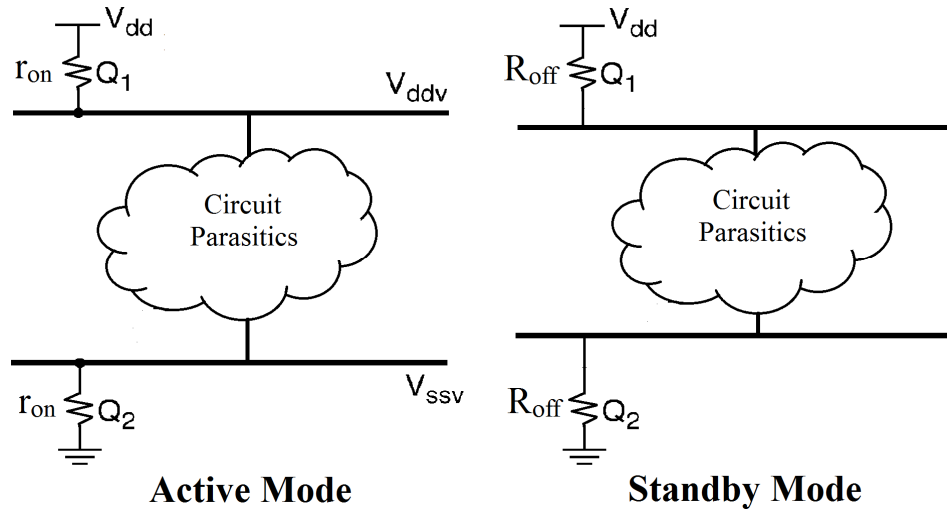 Vdd
ron Q1
Vddv
Circuit
Parasitics
Vssv
ron Q2
Active Mode
Vdd
Roff Q1
Circuit
Parasitics
Roff Q2
Standby Mode